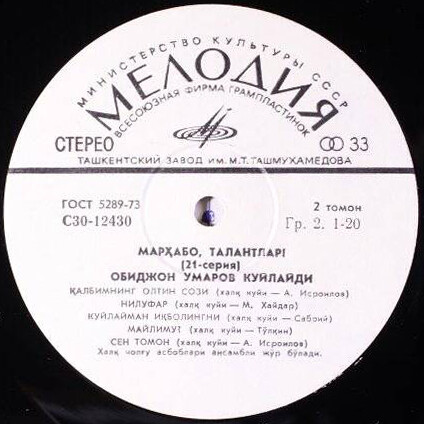 МИНИСТЕРСТВО КУЛЬТУРЫ СССР
МЕЛОДИЯ
ВСЕСОЮЗНАЯ ФИРМА ГРАМПЛАСТИНОК
СТЕРЕО
33
ТАШКЕНТСКИЙ ЗАВОД ИМ. М.Т. ТАШМУХАМЕДОВА
ГОСТ 5289-73
2 томон
С30-12430
Гр. 2. 1-20
МАРҲАБО, ТАЛАНТЛАР!
(21-серия)
ОБИДЖОН УМАРОВ КУЙЛАЙДИ
ҚАЛБИМНИНГ ОЛТИН СОЗИ (халқ куйи — А. Исроилов)
НИЛУФАР (халқ куйи — М. Хайдар)
КУЙЛАЙМАН ИҚБОЛИНГНИ (халқ куйи — Сабрий)
МАЙЛИМУ? (халқ куйи — Тўлқин)
СЕН ТОМОН (халқ куйи — А. Исроилов)
Халқ чолғу асбоблари ансамбли жўр бўлади.